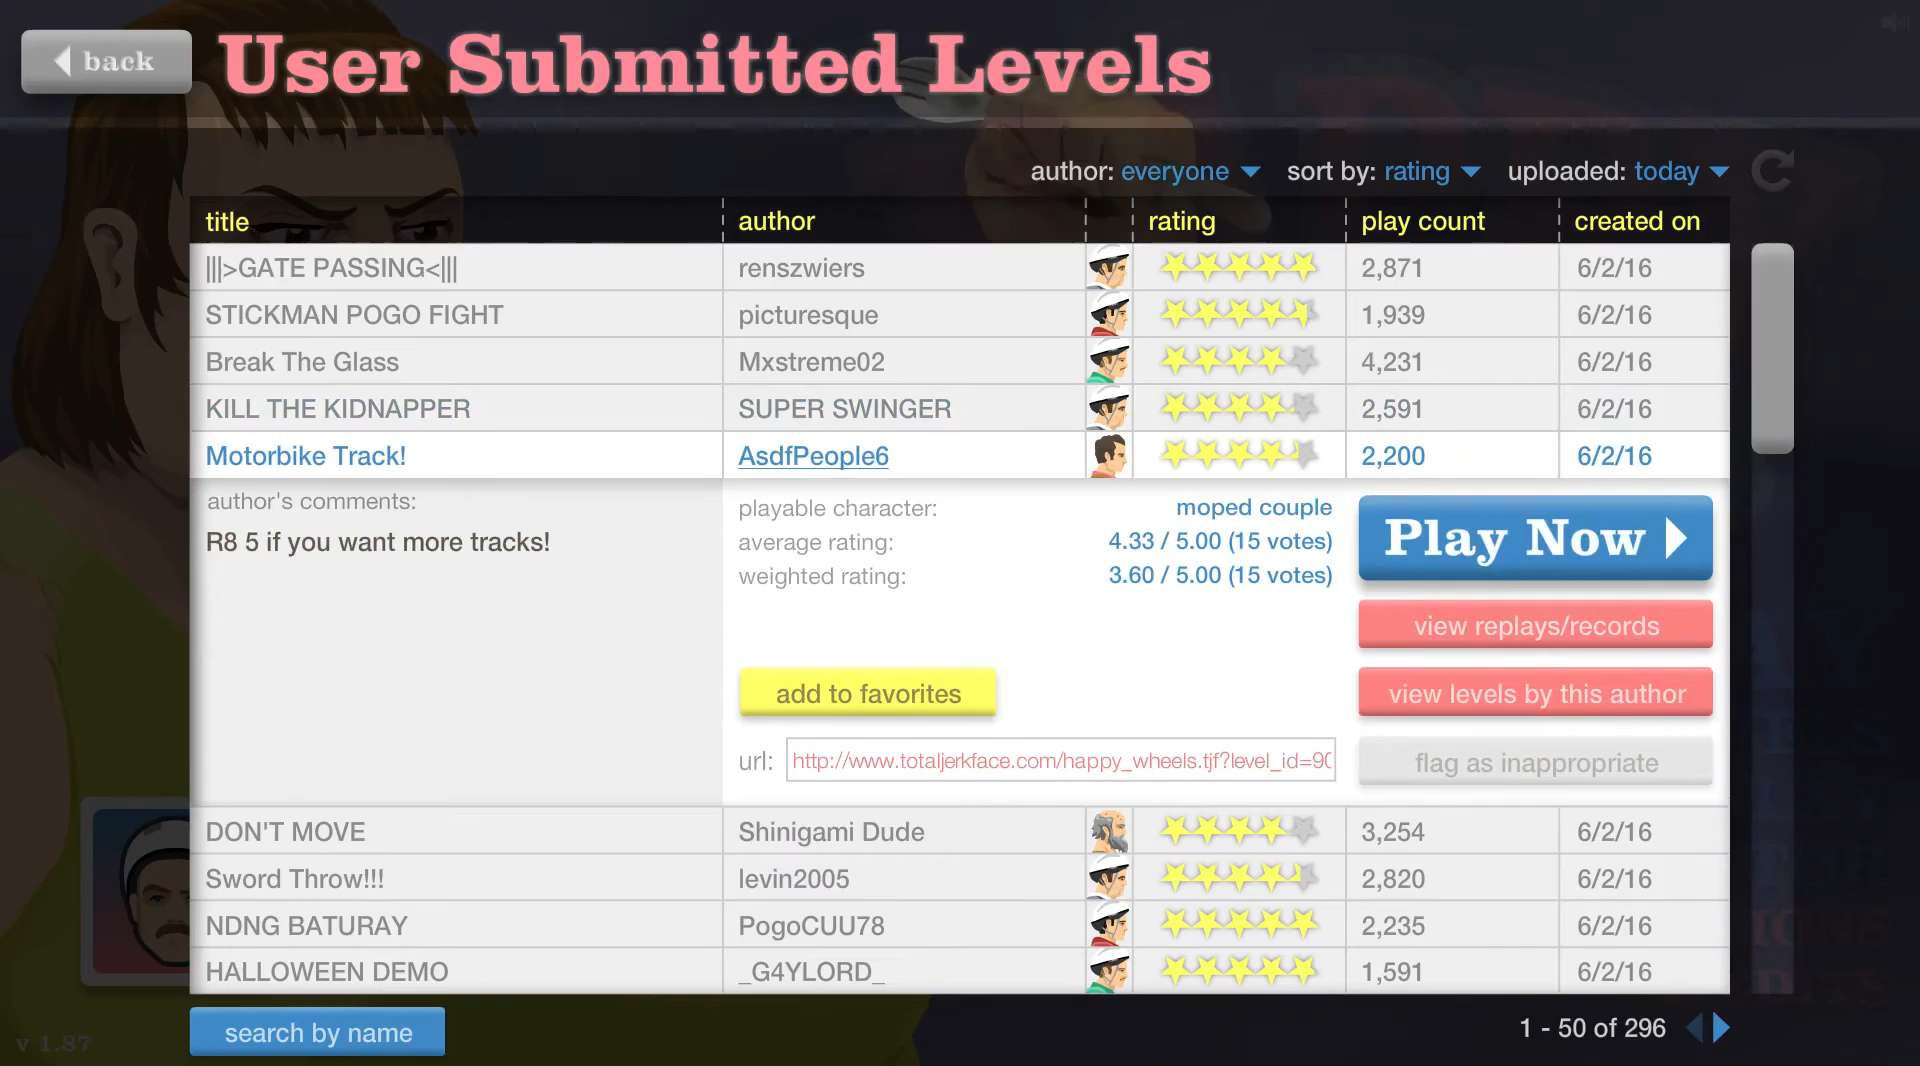 back
User Submitted Levels
author: everyone sort by: rating uploaded: today
title author rating play count created on
|||>GATE PASSING<||| renszwiers 2,871 6/2/16
STICKMAN POGO FIGHT picturesque 1,939 6/2/16
Break The Glass Mxstreme02 4,231 6/2/16
KILL THE KIDNAPPER SUPER SWINGER 2,591 6/2/16
Motorbike Track! AsdfPeople6 2,200 6/2/16
author's comments:
R8 5 if you want more tracks!
playable character: moped couple
average rating: 4.33 / 5.00 (15 votes)
weighted rating: 3.60 / 5.00 (15 votes)
Play Now
view replays/records
add to favorites
view levels by this author
url: http://www.totaljerkface.com/happy_wheels.tjf?level_id=90
flag as inappropriate
DON'T MOVE Shinigami Dude 3,254 6/2/16
Sword Throw!!! levin2005 2,820 6/2/16
NDNG BATURAY PogoCUU78 2,235 6/2/16
HALLOWEEN DEMO _G4YLORD_ 1,591 6/2/16
search by name
1 - 50 of 296
v 1.87